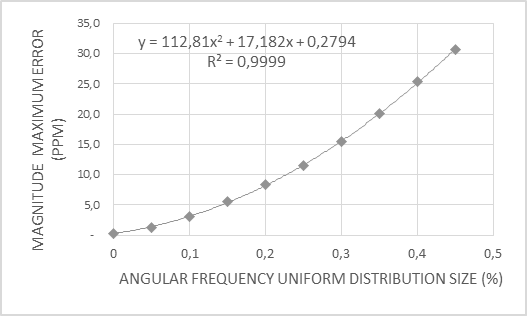 35,0
30,0
25,0
20,0
15,0
10,0
5,0
-
y = 112,81x² + 17,182x + 0,2794
R² = 0,9999
MAGNITUDE MAXIMUM ERROR
(PPM)
0 0,1 0,2 0,3 0,4 0,5
ANGULAR FREQUENCY UNIFORM DISTRIBUTION SIZE (%)